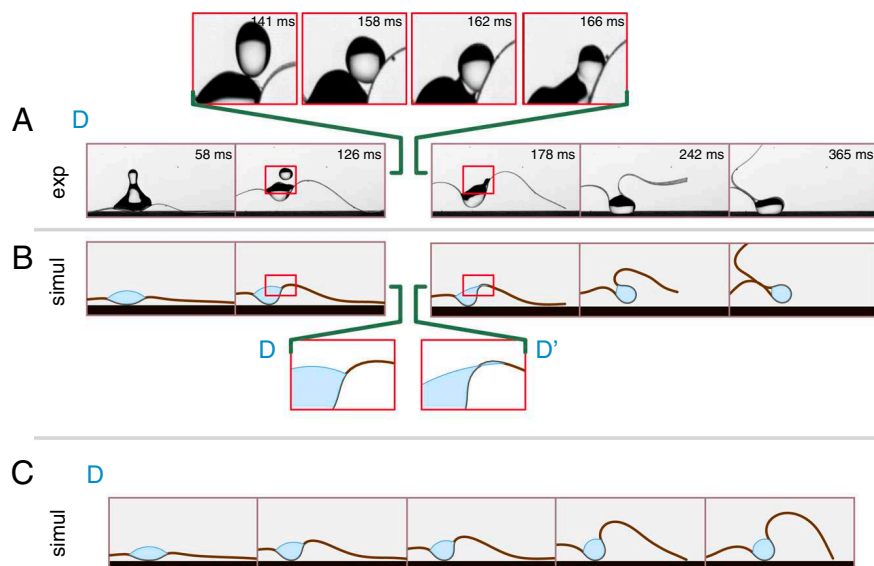 141 ms
158 ms
162 ms
166 ms
A
D
exp
58 ms
126 ms
178 ms
242 ms
365 ms
B
simul
D
D'
C
D
simul